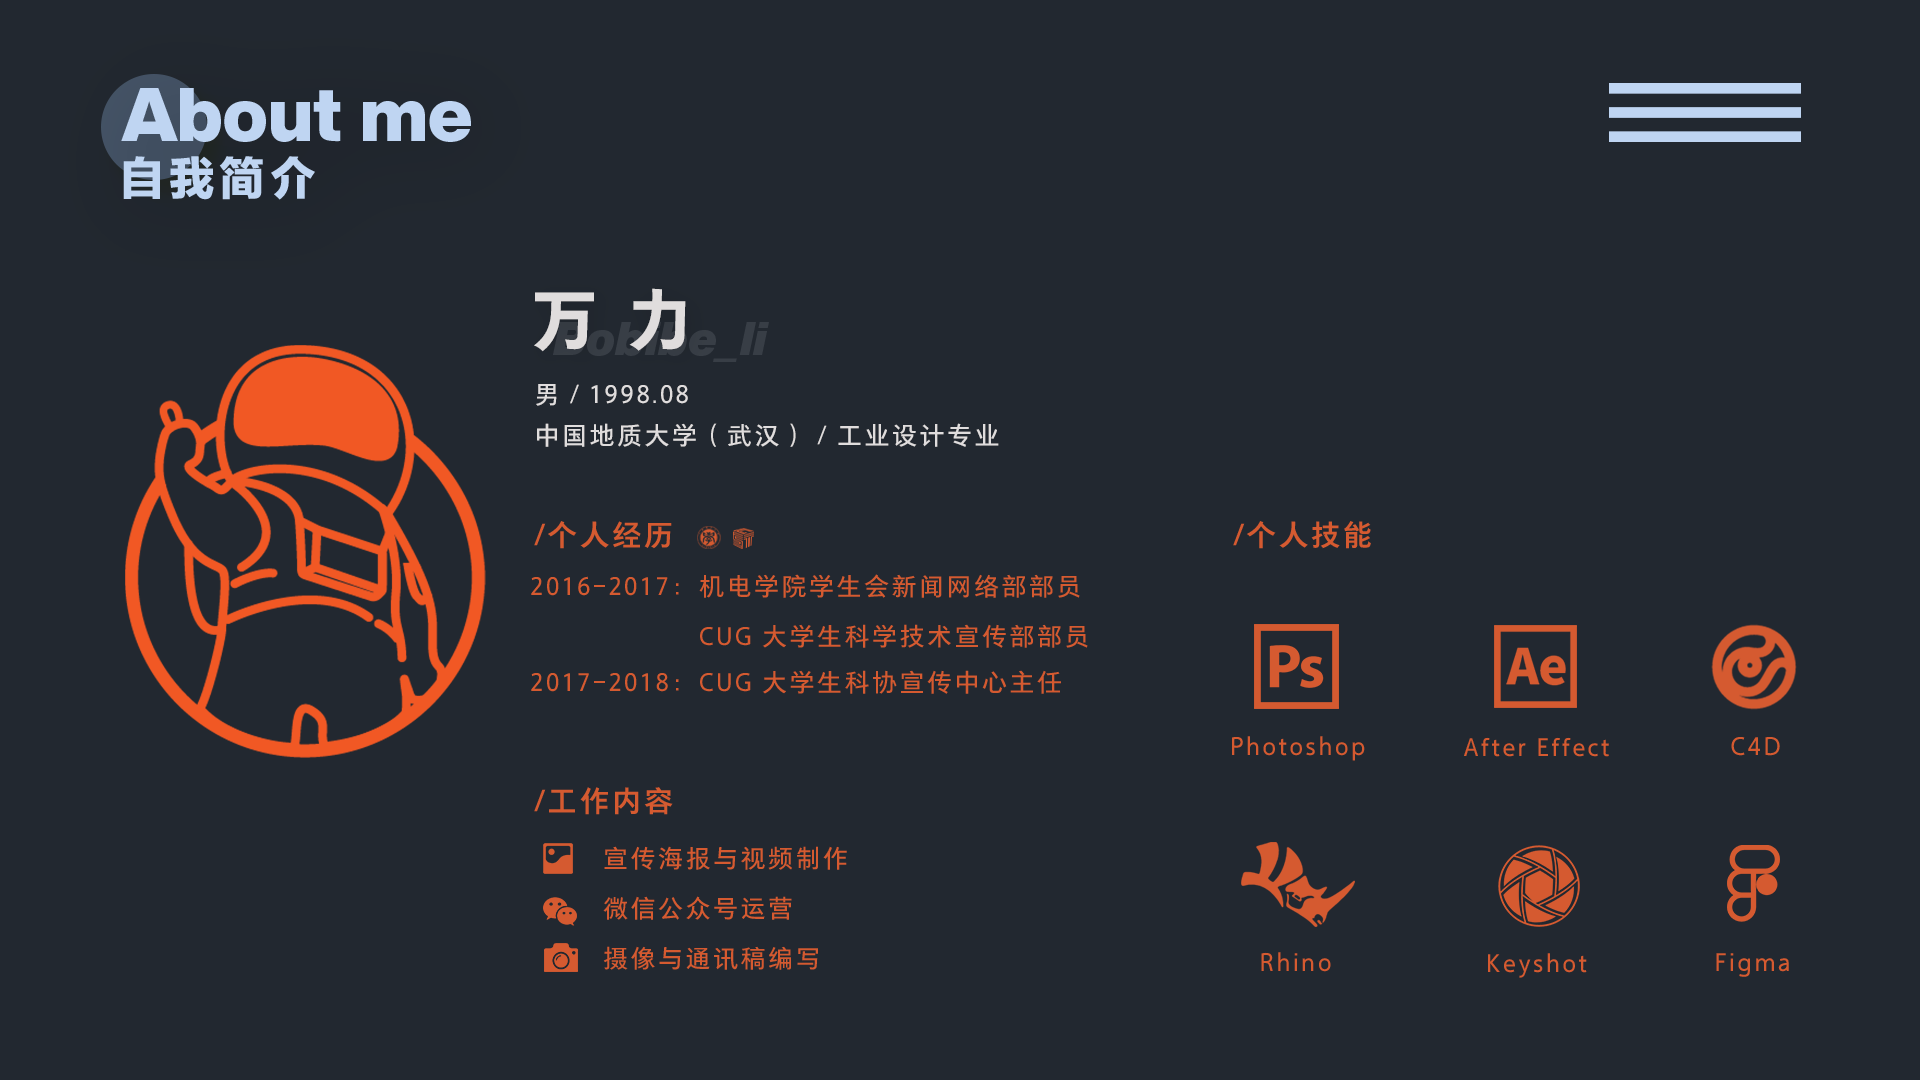 About me
自我简介
万 力
Bobibe_li
男 / 1998.08
中国地质大学（武汉） / 工业设计专业
/个人经历
2016-2017：机电学院学生会新闻网络部部员
CUG 大学生科学技术宣传部部员
2017-2018：CUG 大学生科协宣传中心主任
/工作内容
宣传海报与视频制作
微信公众号运营
摄像与通讯稿编写
/个人技能
Ps
Ae
Photoshop
After Effect
C4D
Rhino
Keyshot
Figma